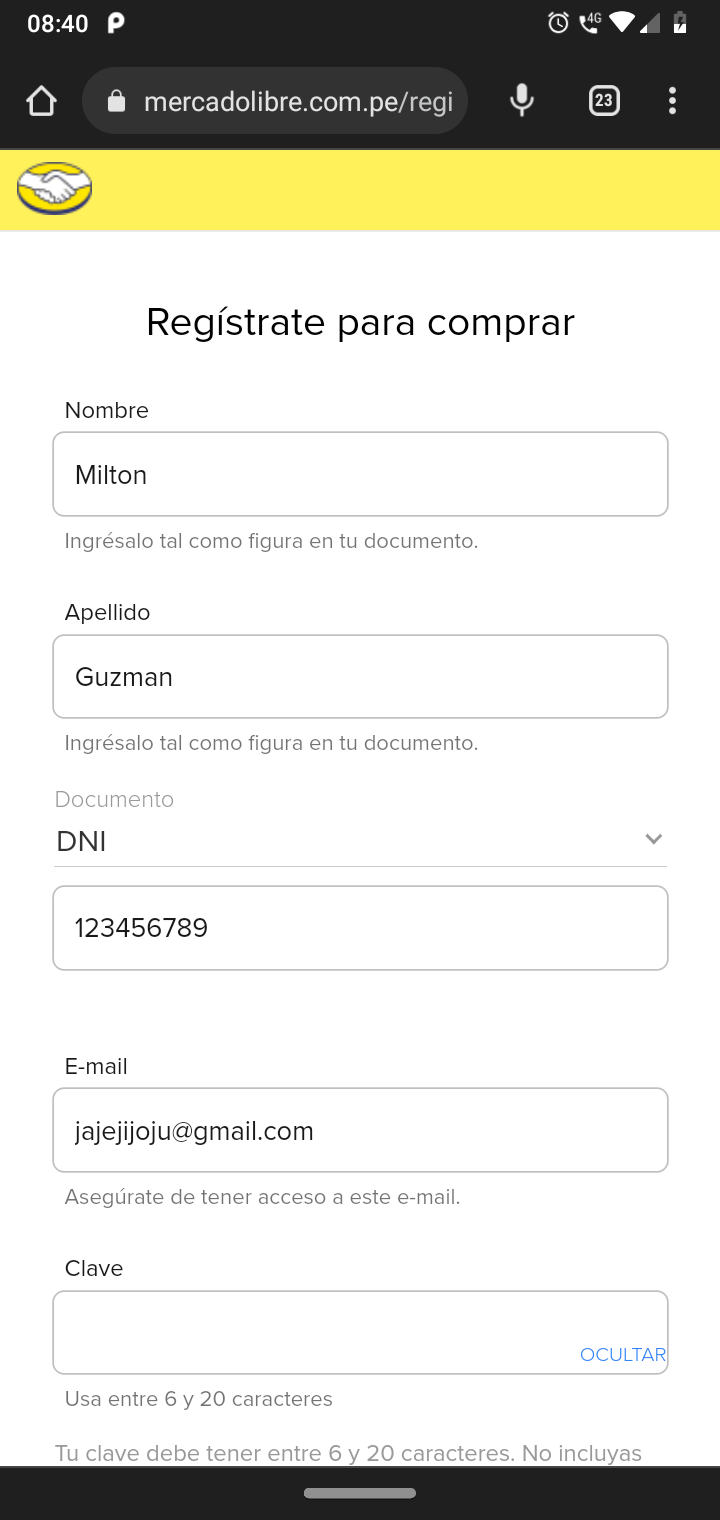 08:40
4G
mercadolibre.com.pe/regi
23
Regístrate para comprar
Nombre
Milton
Ingrésalo tal como figura en tu documento.
Apellido
Guzman
Ingrésalo tal como figura en tu documento.
Documento
DNI
123456789
E-mail
jajejijoju@gmail.com
Asegúrate de tener acceso a este e-mail.
Clave
OCULTAR
Usa entre 6 y 20 caracteres
Tu clave debe tener entre 6 y 20 caracteres. No incluyas